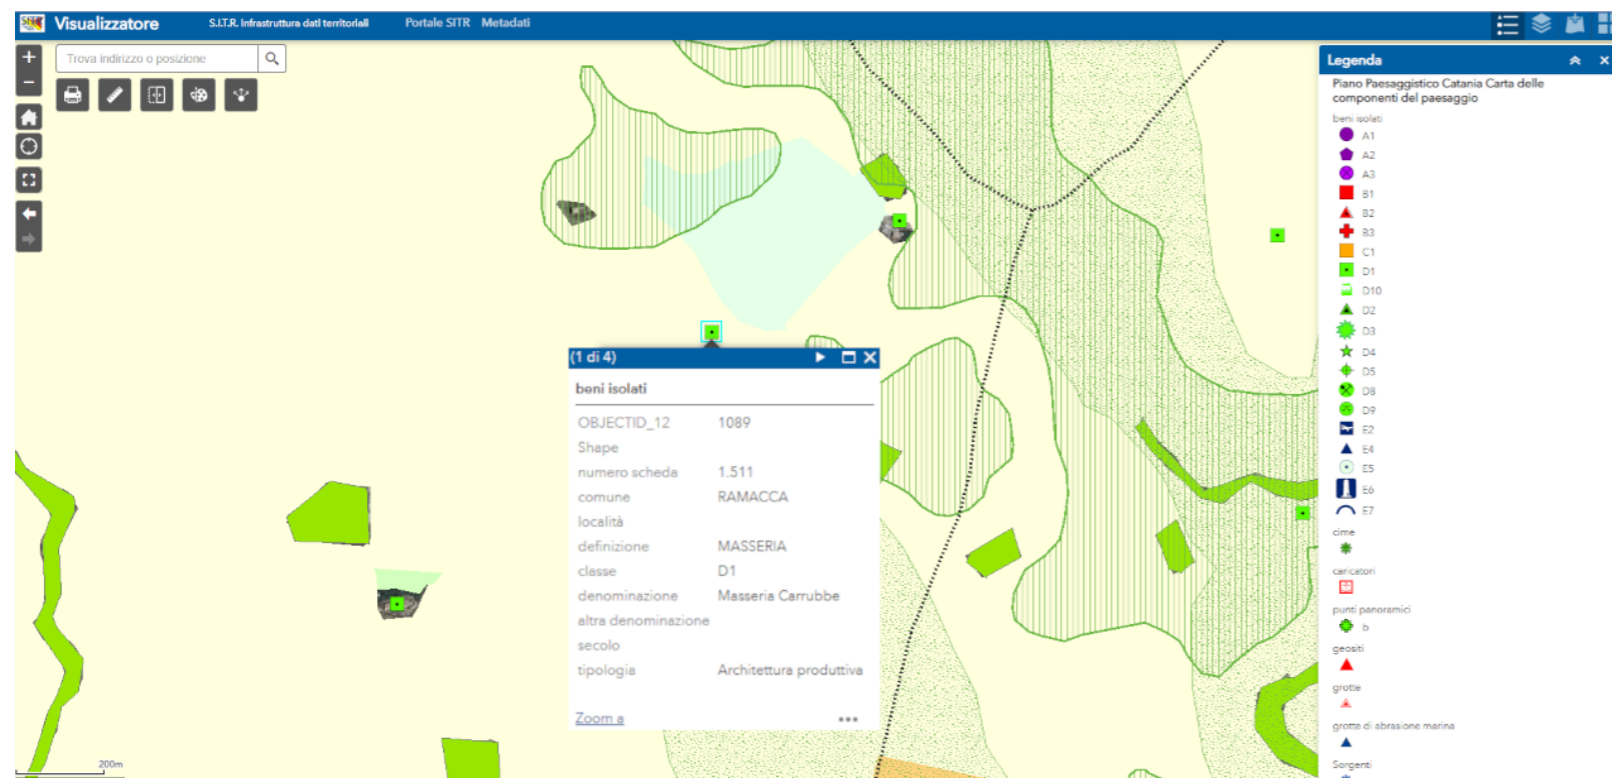 Visualizzatore S.I.T.R. Infrastruttura dati territoriali Portale SITR Metadati
Trova indirizzo o posizione
(1 di 4)
beni isolati
OBJECTID_12 1089
Shape
numero scheda 1.511
comune RAMACCA
località
definizione MASSERIA
classe D1
denominazione Masseria Carrubbe
altra denominazione
secolo
tipologia Architettura produttiva
Zoom a
200m
Legenda
Piano Paesaggistico Catania Carta delle
componenti del paesaggio
beni isolati
A1
A2
A3
B1
B2
B3
C1
D1
D10
D2
D3
D4
D5
D8
D9
E2
E4
E5
E6
E7
cime
caricatori
punti panoramici
b
geositi
grotte
grotte di abrasione marina
Sorgenti